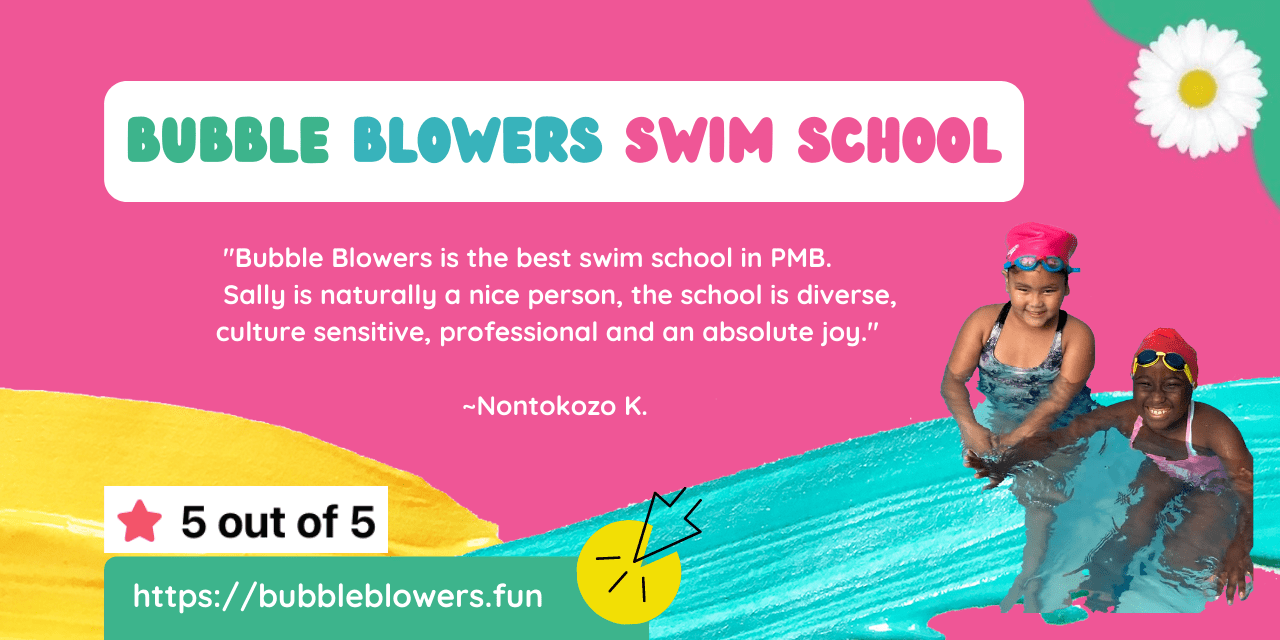 BUBBLE BLOWERS SWIM SCHOOL
"Bubble Blowers is the best swim school in PMB.
Sally is naturally a nice person, the school is diverse,
culture sensitive, professional and an absolute joy."
~Nontokozo K.
5 out of 5
https://bubbleblowers.fun